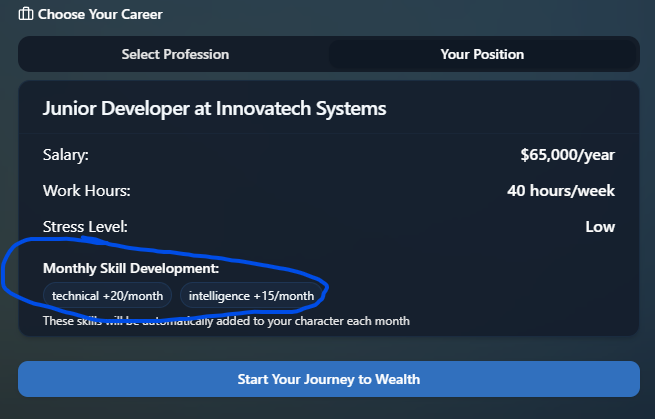 Choose Your Career
Select Profession Your Position
Junior Developer at Innovatech Systems
Salary: $65,000/year
Work Hours: 40 hours/week
Stress Level: Low
Monthly Skill Development:
technical +20/month intelligence +15/month
These skills will be automatically added to your character each month
Start Your Journey to Wealth